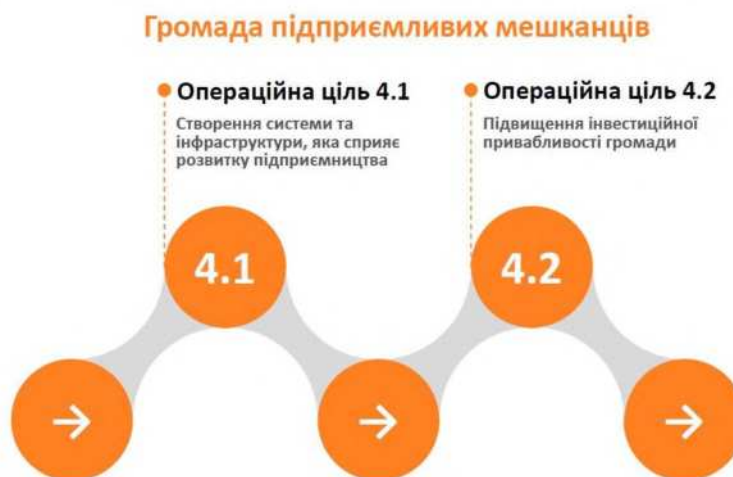 Громада підприємливих мешканців
Операційна ціль 4.1
Створення системи та
інфраструктури, яка сприяє
розвитку підприємництва
Операційна ціль 4.2
Підвищення інвестиційної
привабливості громади
4.1
4.2